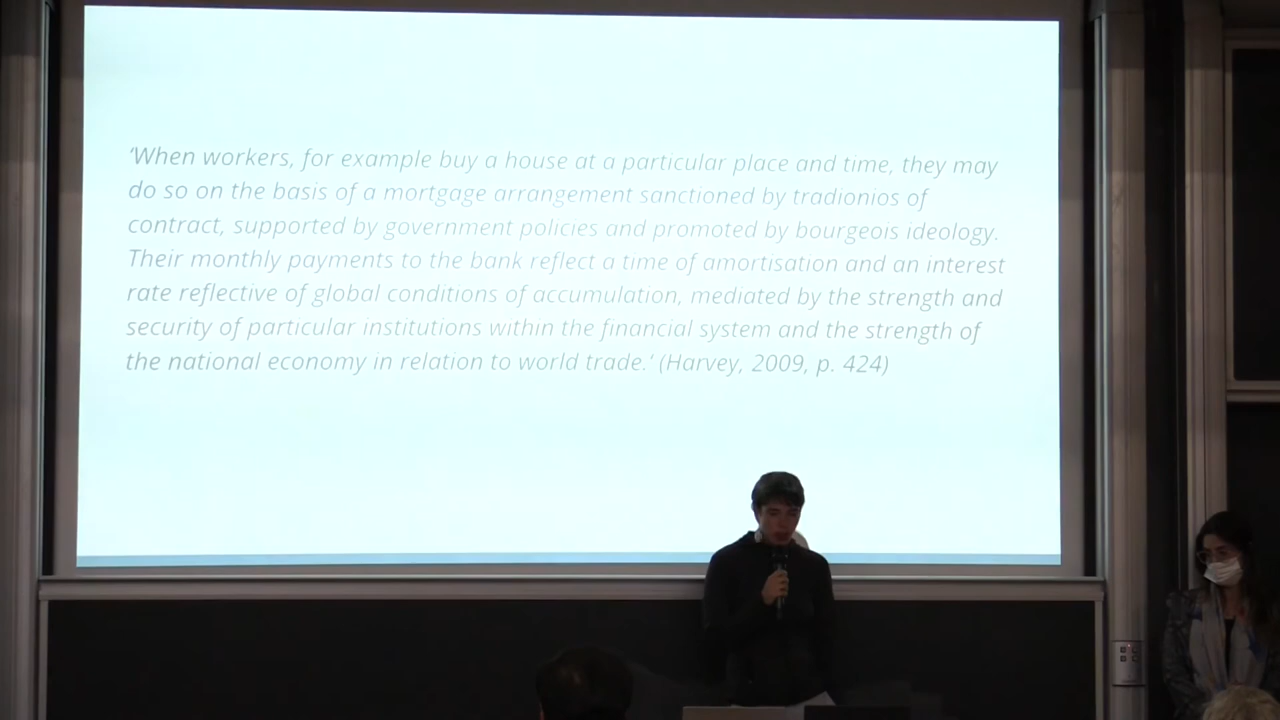 ‘When workers, for example buy a house at a particular place and time, they may
do so on the basis of a mortgage arrangement sanctioned by tradionios of
contract, supported by government policies and promoted by bourgeois ideology.
Their monthly payments to the bank reflect a time of amortisation and an interest
rate reflective of global conditions of accumulation, mediated by the strength and
security of particular institutions within the financial system and the strength of
the national economy in relation to world trade.‘ (Harvey, 2009, p. 424)